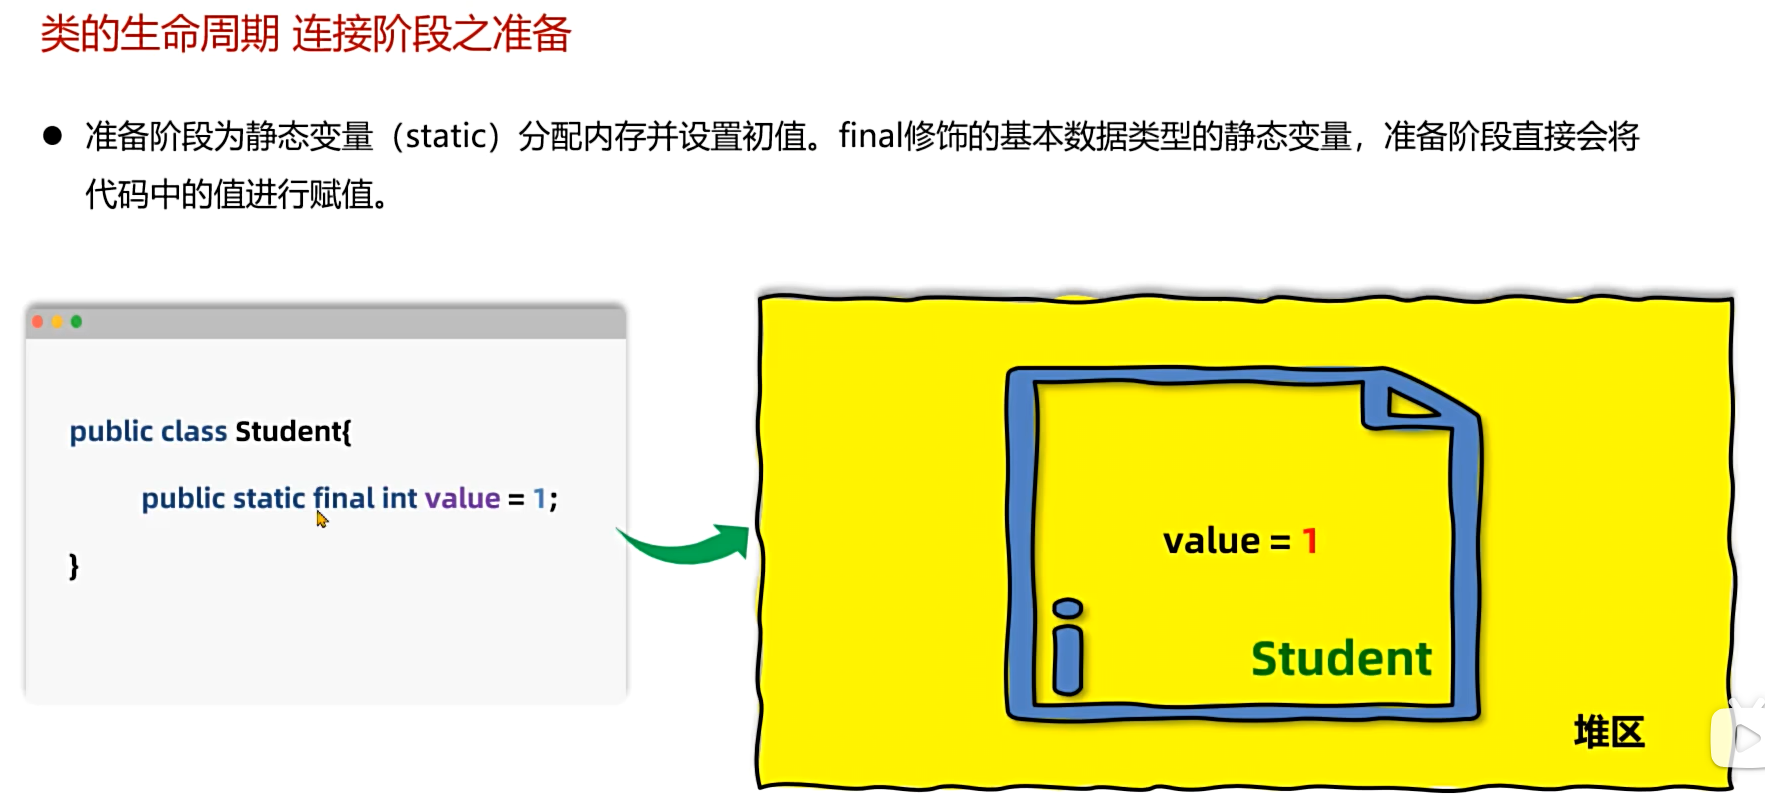 类的生命周期 连接阶段之准备
● 准备阶段为静态变量（static）分配内存并设置初值。final修饰的基本数据类型的静态变量，准备阶段直接会将
代码中的值进行赋值。
public class Student{
public static final int value = 1;
}
value = 1
Student
堆区